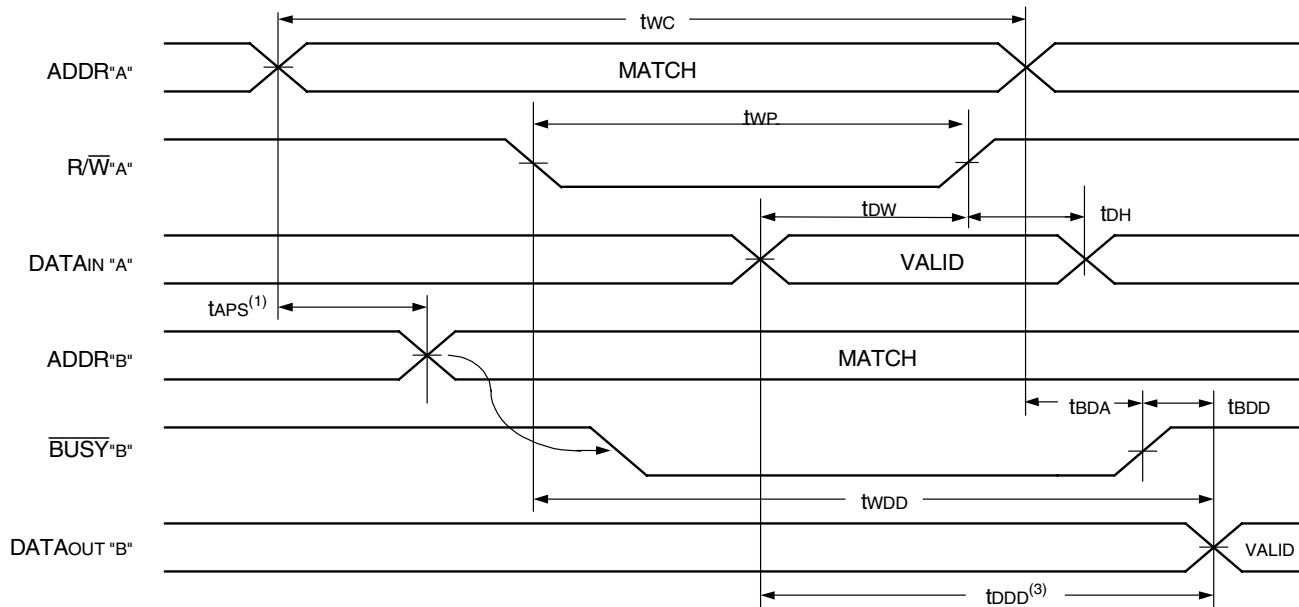 tWC
ADDR"A"
MATCH
tWP
R/W̅"A"
tDW
tDH
DATAIN "A"
VALID
tAPS(1)
ADDR"B"
MATCH
tBDA
tBDD
B̅U̅S̅Y̅"B"
tWDD
DATAOUT "B"
VALID
tDDD(3)